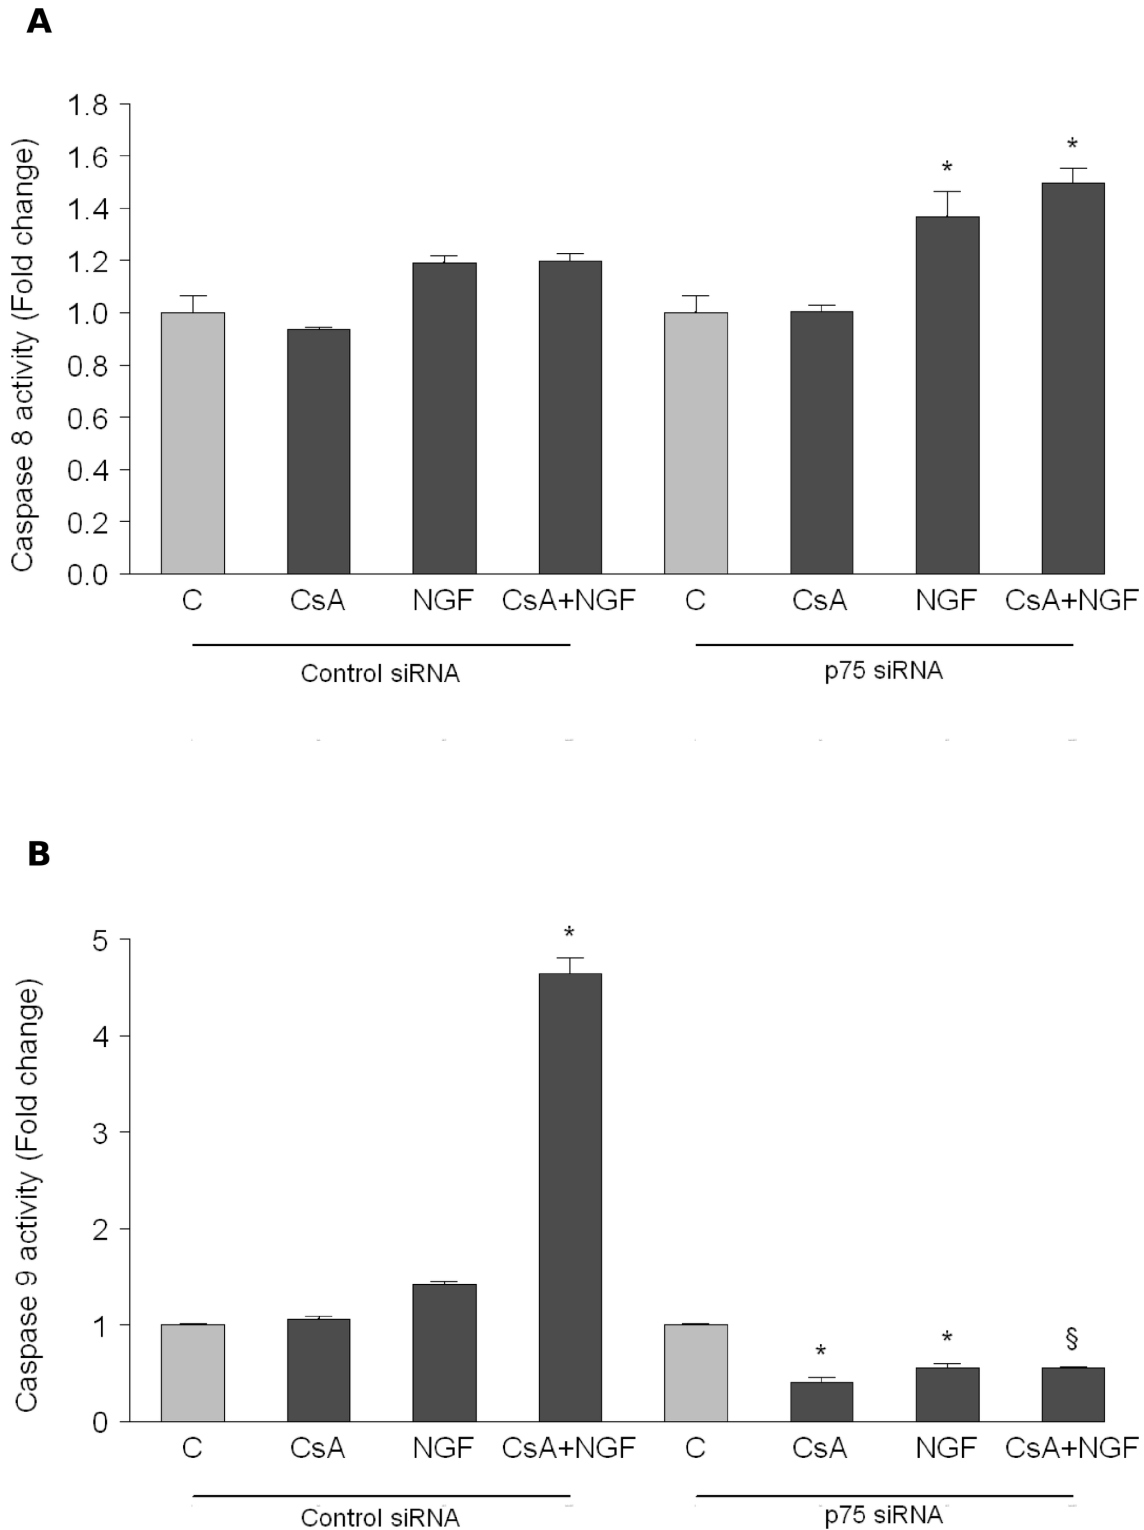 A
Caspase 8 activity (Fold change)
1.8
1.6
1.4
1.2
1.0
0.8
0.6
0.4
0.2
0.0
*
*
C CsA NGF CsA+NGF C CsA NGF CsA+NGF
Control siRNA p75 siRNA
B
Caspase 9 activity (Fold change)
5
4
3
2
1
0
*
* * §
C CsA NGF CsA+NGF C CsA NGF CsA+NGF
Control siRNA p75 siRNA